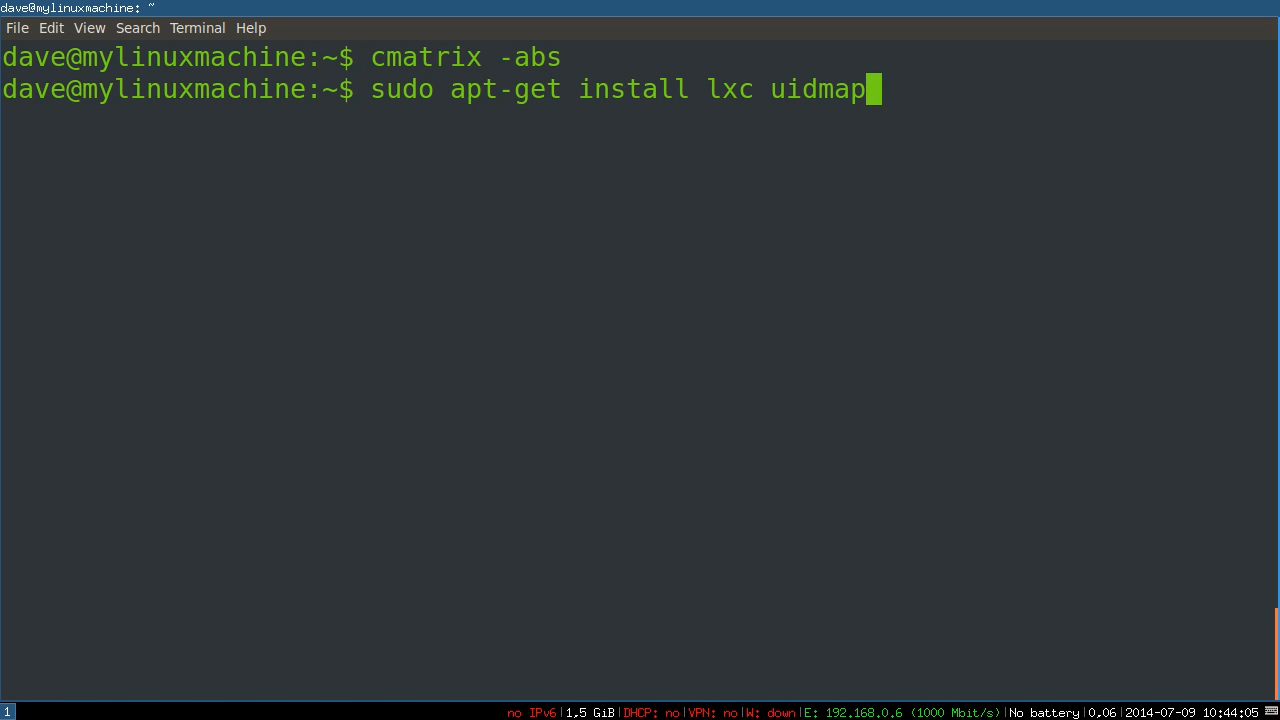 dave@mylinuxmachine: ~
File Edit View Search Terminal Help
dave@mylinuxmachine:~$ cmatrix -abs
dave@mylinuxmachine:~$ sudo apt-get install lxc uidmap
1 no IPv6|1,5 GiB|DHCP: no|VPN: no|W: down|E: 192.168.0.6 (1000 Mbit/s)|No battery|0.06|2014-07-09 10:44:05